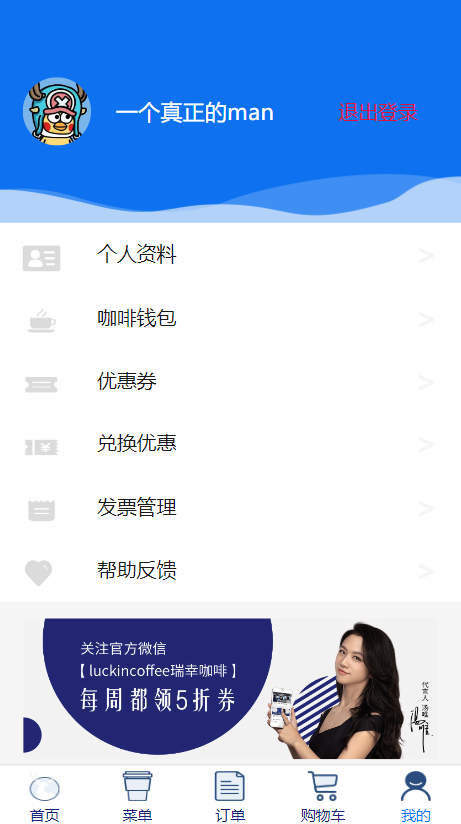 一个真正的man
退出登录
个人资料
>
咖啡钱包
>
优惠券
>
兑换优惠
>
发票管理
>
帮助反馈
>
关注官方微信
【luckincoffee瑞幸咖啡】
每周都领5折券
代言人 汤唯
首页 菜单 订单 购物车 我的